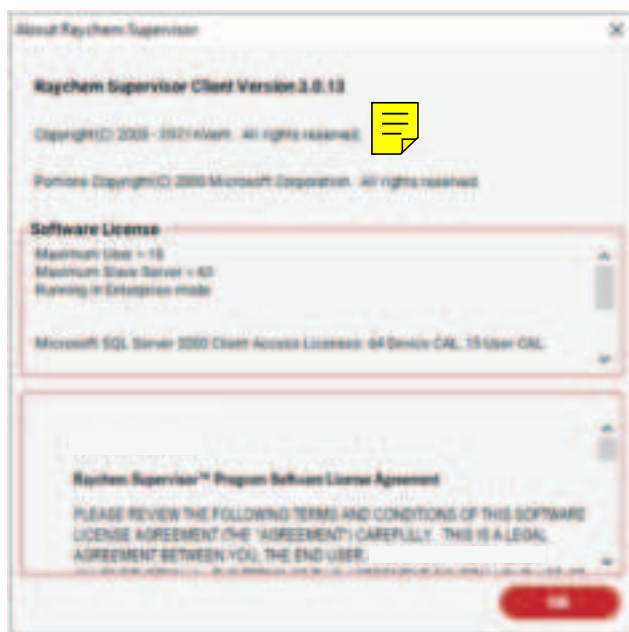 About Raychem Supervisor
Raychem Supervisor Client Version 3.0.13
Copyright(C) 2000 - 2021 nVent. All rights reserved.
Portions Copyright(C) 2000 Microsoft Corporation. All rights reserved.
Software License
Maximum User = 15
Maximum Slave Server = 63
Running in Enterprise mode
Microsoft SQL Server 2000 Client Access Licenses: 64 Device CAL, 15 User CAL
Raychem Supervisor™ Program Software License Agreement
PLEASE REVIEW THE FOLLOWING TERMS AND CONDITIONS OF THIS SOFTWARE
LICENSE AGREEMENT (THE "AGREEMENT") CAREFULLY. THIS IS A LEGAL
AGREEMENT BETWEEN YOU, THE END USER,
OK